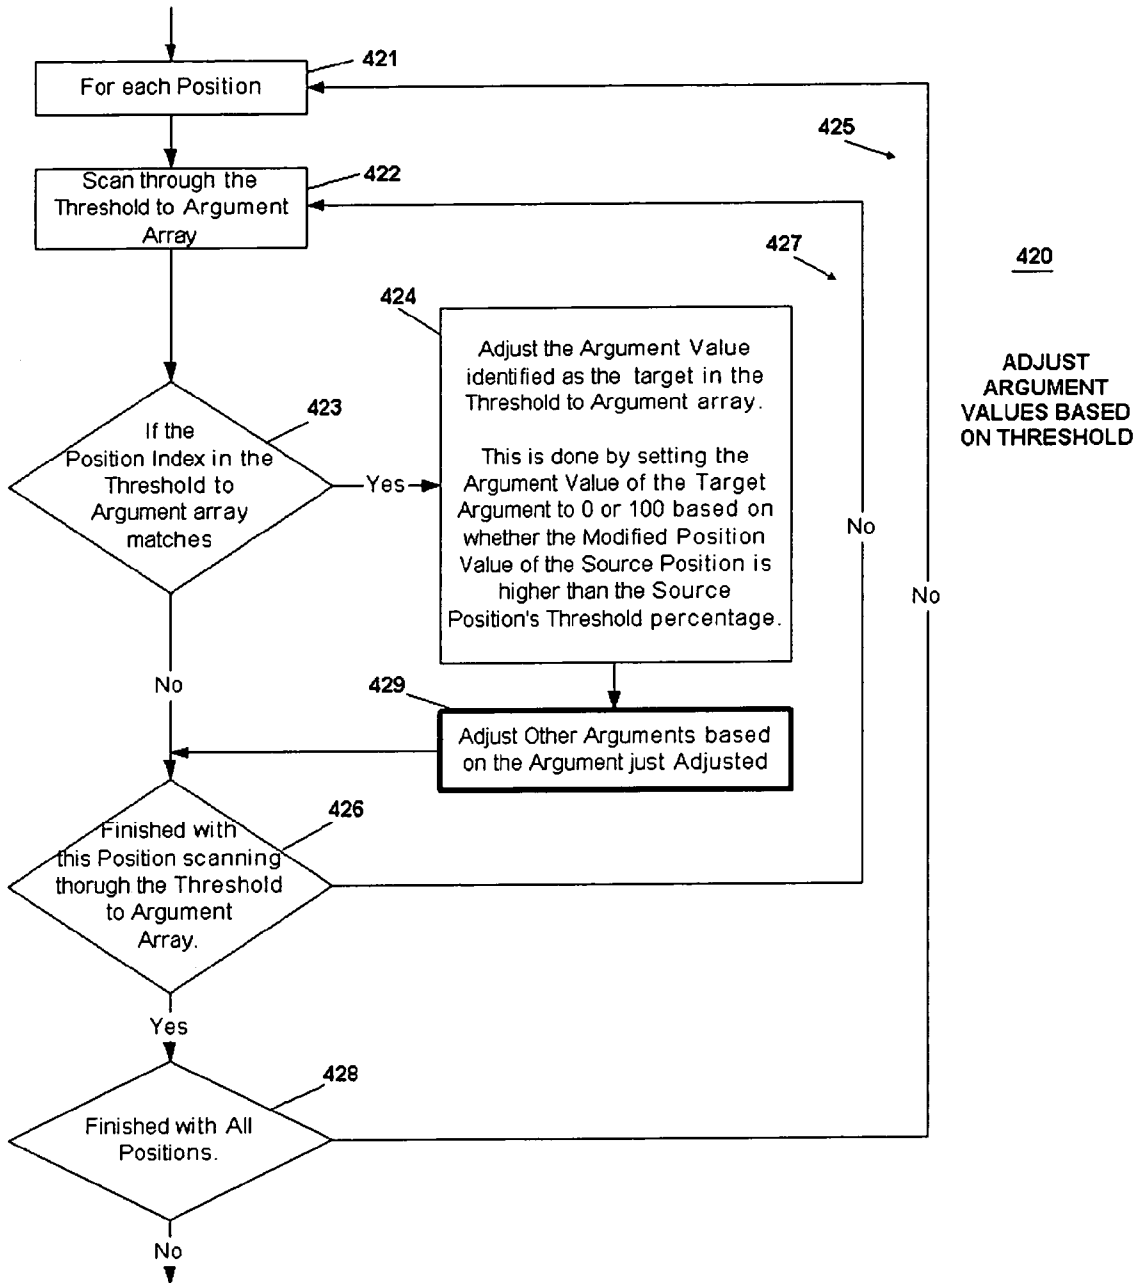 421
For each Position
425
422
Scan through the
Threshold to Argument
Array
427
420
424
Adjust the Argument Value
identified as the target in the
Threshold to Argument array.
This is done by setting the
Argument Value of the Target
Argument to 0 or 100 based on
whether the Modified Position
Value of the Source Position is
higher than the Source
Position's Threshold percentage.
ADJUST
ARGUMENT
VALUES BASED
ON THRESHOLD
423
If the
Position Index in the
Threshold to
Argument array
matches
Yes
No
No
No
429
Adjust Other Arguments based
on the Argument just Adjusted
426
Finished with
this Position scanning
thorugh the Threshold
to Argument
Array.
Yes
428
Finished with All
Positions.
No